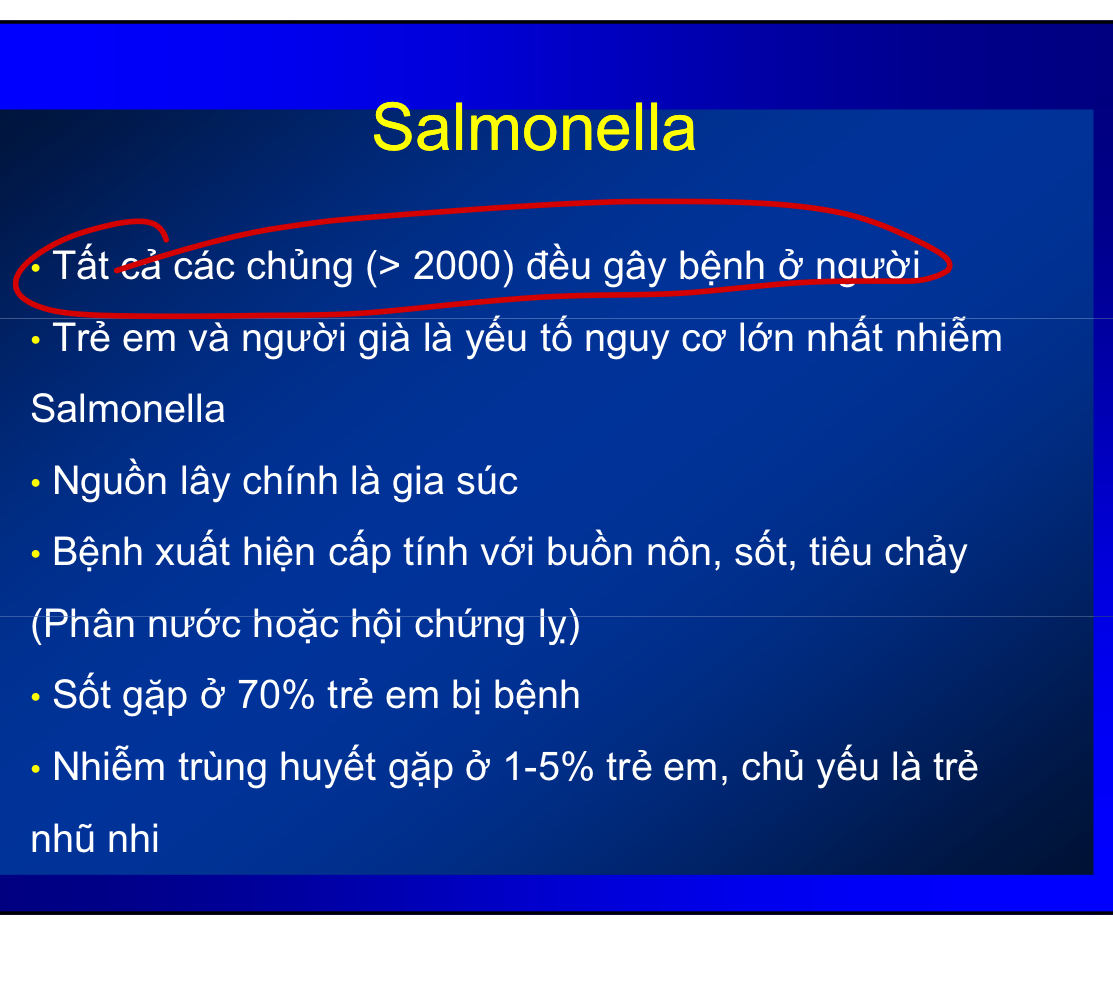 Salmonella
• Tất cả các chủng (> 2000) đều gây bệnh ở người
• Trẻ em và người già là yếu tố nguy cơ lớn nhất nhiễm
Salmonella
• Nguồn lây chính là gia súc
• Bệnh xuất hiện cấp tính với buồn nôn, sốt, tiêu chảy
(Phân nước hoặc hội chứng lỵ)
• Sốt gặp ở 70% trẻ em bị bệnh
• Nhiễm trùng huyết gặp ở 1-5% trẻ em, chủ yếu là trẻ
nhũ nhi